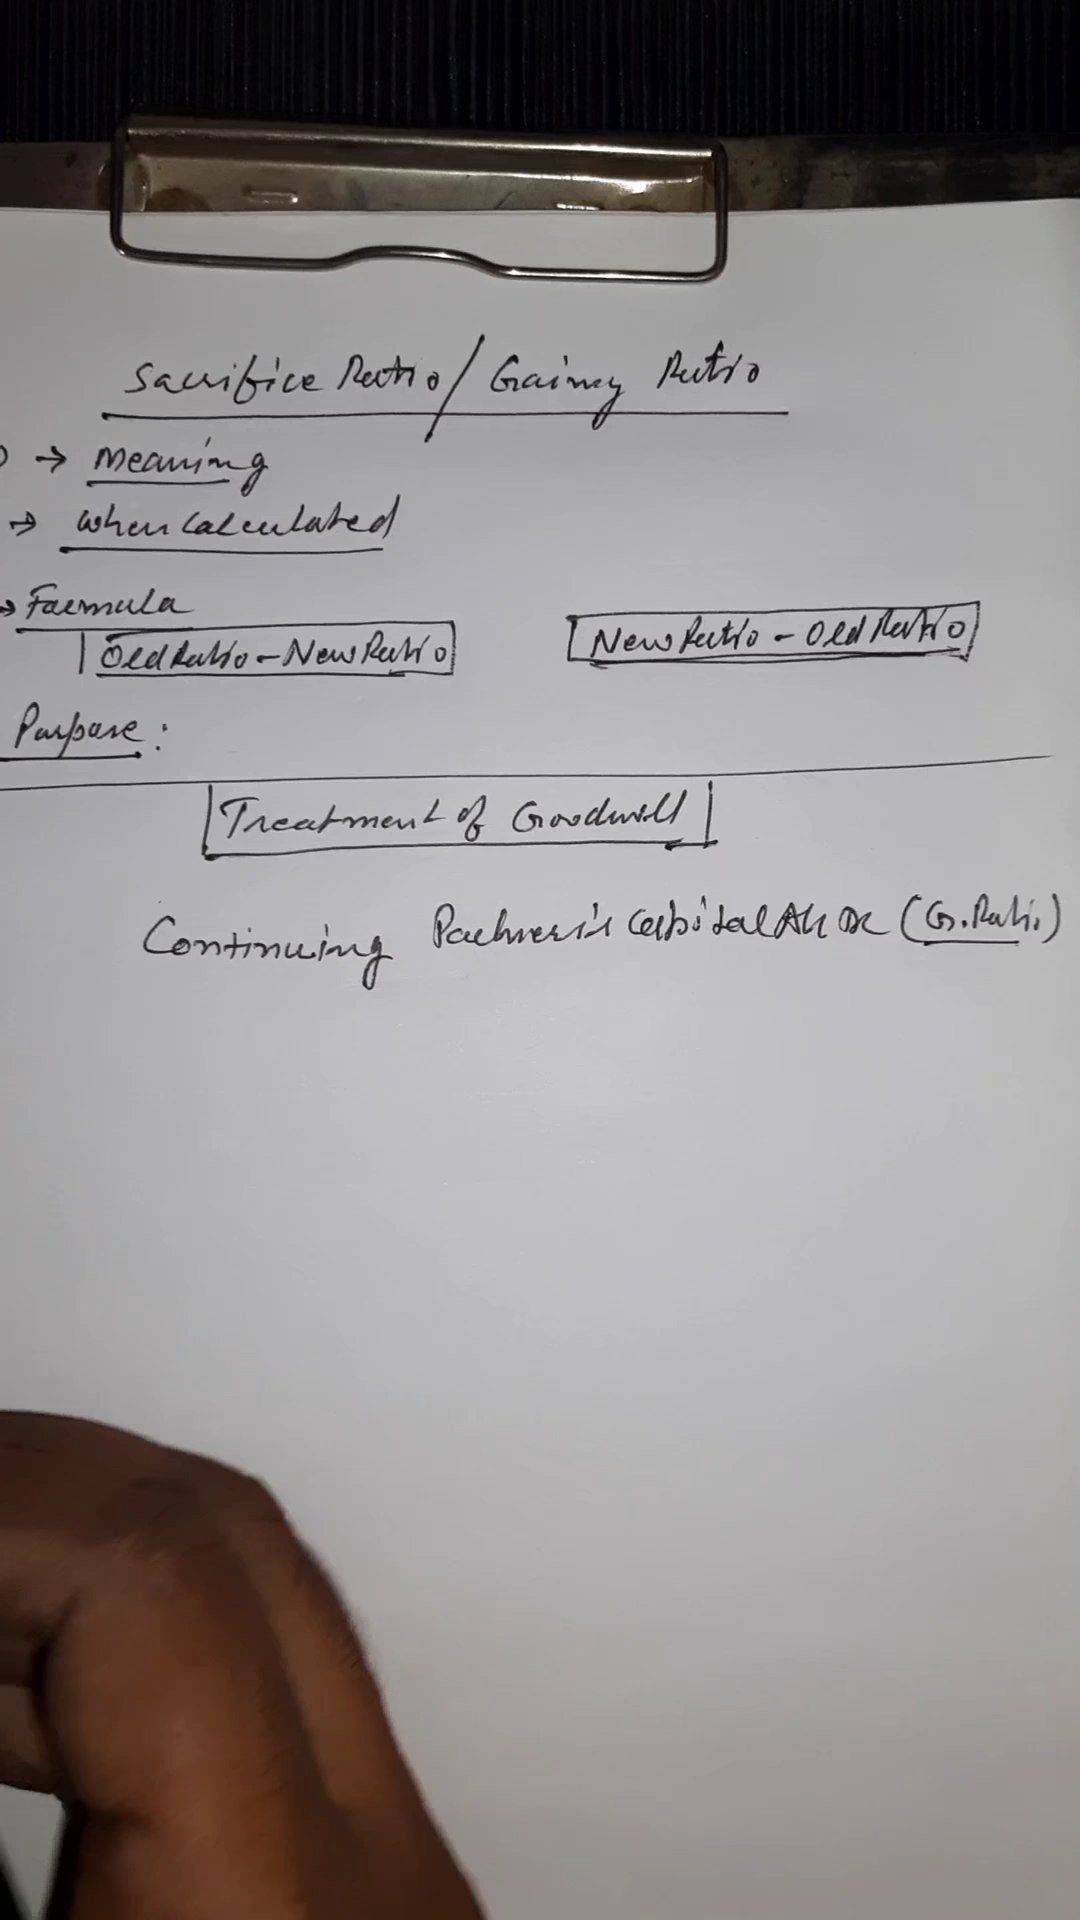 Sacrifice Ratio / Gaining Ratio
→ Meaning
→ When Calculated
→ Formula
Old Ratio - New Ratio New Ratio - Old Ratio
Purpose:
Treatment of Goodwill
Continuing Partner's Capital A/c Dr (G. Ratio)